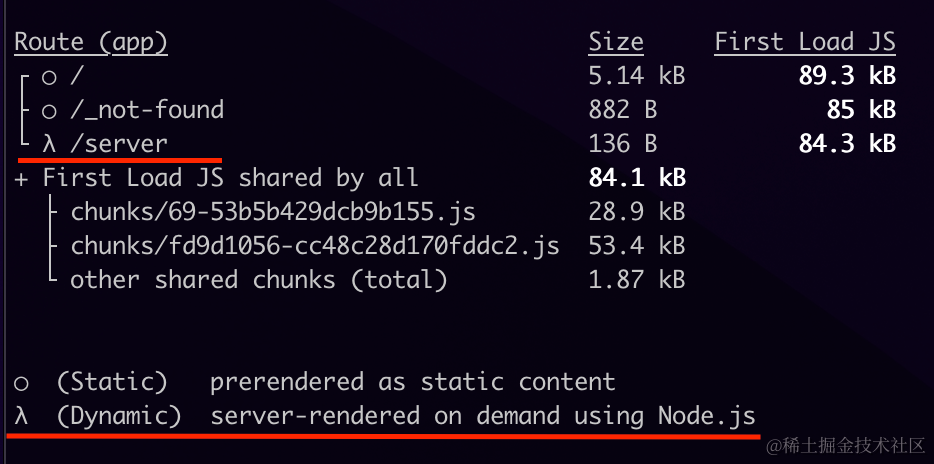 Route (app) Size First Load JS
┌ ○ / 5.14 kB 89.3 kB
├ ○ /_not-found 882 B 85 kB
└ λ /server 136 B 84.3 kB
+ First Load JS shared by all 84.1 kB
├ chunks/69-53b5b429dcb9b155.js 28.9 kB
├ chunks/fd9d1056-cc48c28d170fddc2.js 53.4 kB
└ other shared chunks (total) 1.87 kB
○ (Static) prerendered as static content
λ (Dynamic) server-rendered on demand using Node.js
@稀土掘金技术社区